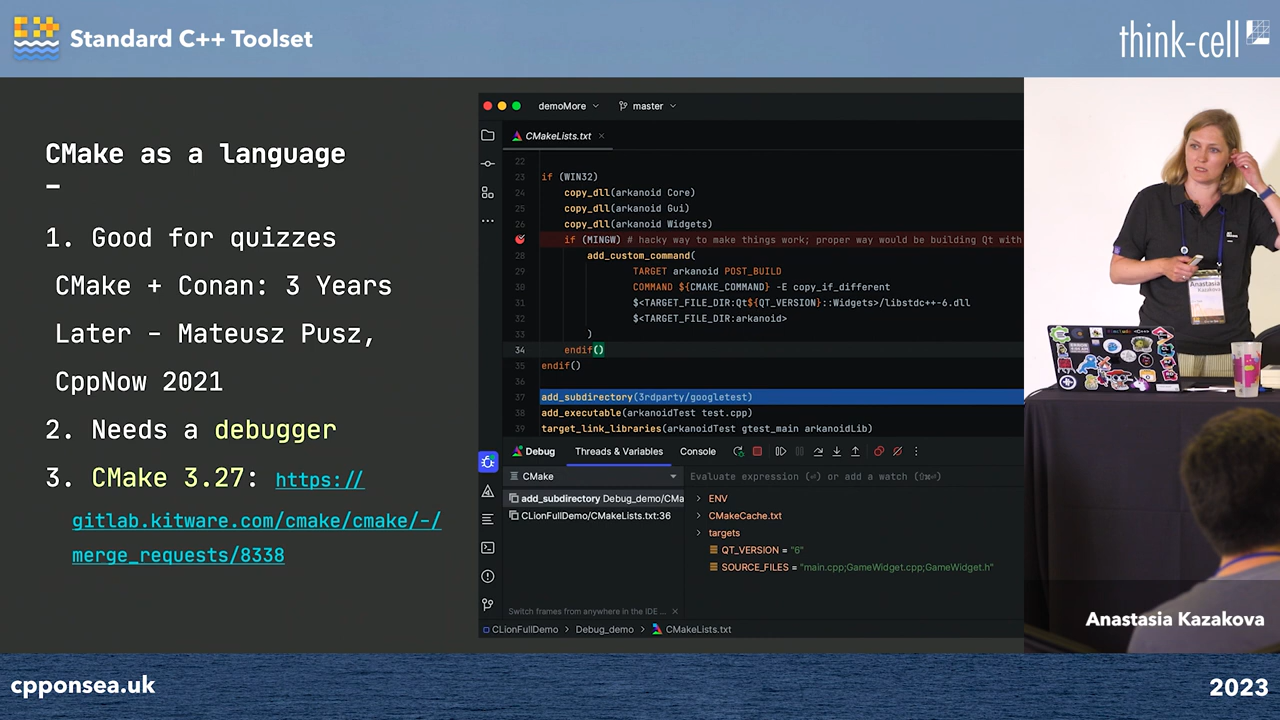 Standard C++ Toolset
think-cell
CMake as a language
–
1. Good for quizzes
CMake + Conan: 3 Years
Later – Mateusz Pusz,
CppNow 2021
2. Needs a debugger
3. CMake 3.27: https://
gitlab.kitware.com/cmake/cmake/-/
merge_requests/8338
demoMore
master
CMakeLists.txt
22
23 if (WIN32)
24 copy_dll(arkanoid Core)
25 copy_dll(arkanoid Gui)
26 copy_dll(arkanoid Widgets)
if (MINGW) # hacky way to make things work; proper way would be building Qt with
28 add_custom_command(
29 TARGET arkanoid POST_BUILD
30 COMMAND ${CMAKE_COMMAND} -E copy_if_different
31 $<TARGET_FILE_DIR:Qt${QT_VERSION}::Widgets>/libstdc++-6.dll
32 $<TARGET_FILE_DIR:arkanoid>
33 )
34 endif()
35 endif()
36
37 add_subdirectory(3rdparty/googletest)
38 add_executable(arkanoidTest test.cpp)
39 target_link_libraries(arkanoidTest gtest_main arkanoidLib)
Debug Threads & Variables Console
CMake
Evaluate expression (⏎) or add a watch (⇧⌘⏎)
add_subdirectory Debug_demo/CMa
CLionFullDemo/CMakeLists.txt:36
ENV
CMakeCache.txt
targets
QT_VERSION = "6"
SOURCE_FILES = "main.cpp;GameWidget.cpp;GameWidget.h"
Switch frames from anywhere in the IDE ...
CLionFullDemo > Debug_demo > CMakeLists.txt
Anastasia
Kazakova
Anastasia Kazakova
cpponsea.uk
2023